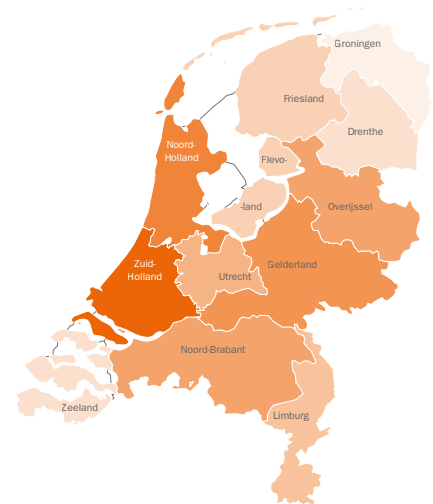 Groningen
Friesland
Drenthe
Noord-
Holland
Flevo-
-land
Overijssel
Zuid-
Holland
Gelderland
Utrecht
Noord-Brabant
Zeeland
Limburg